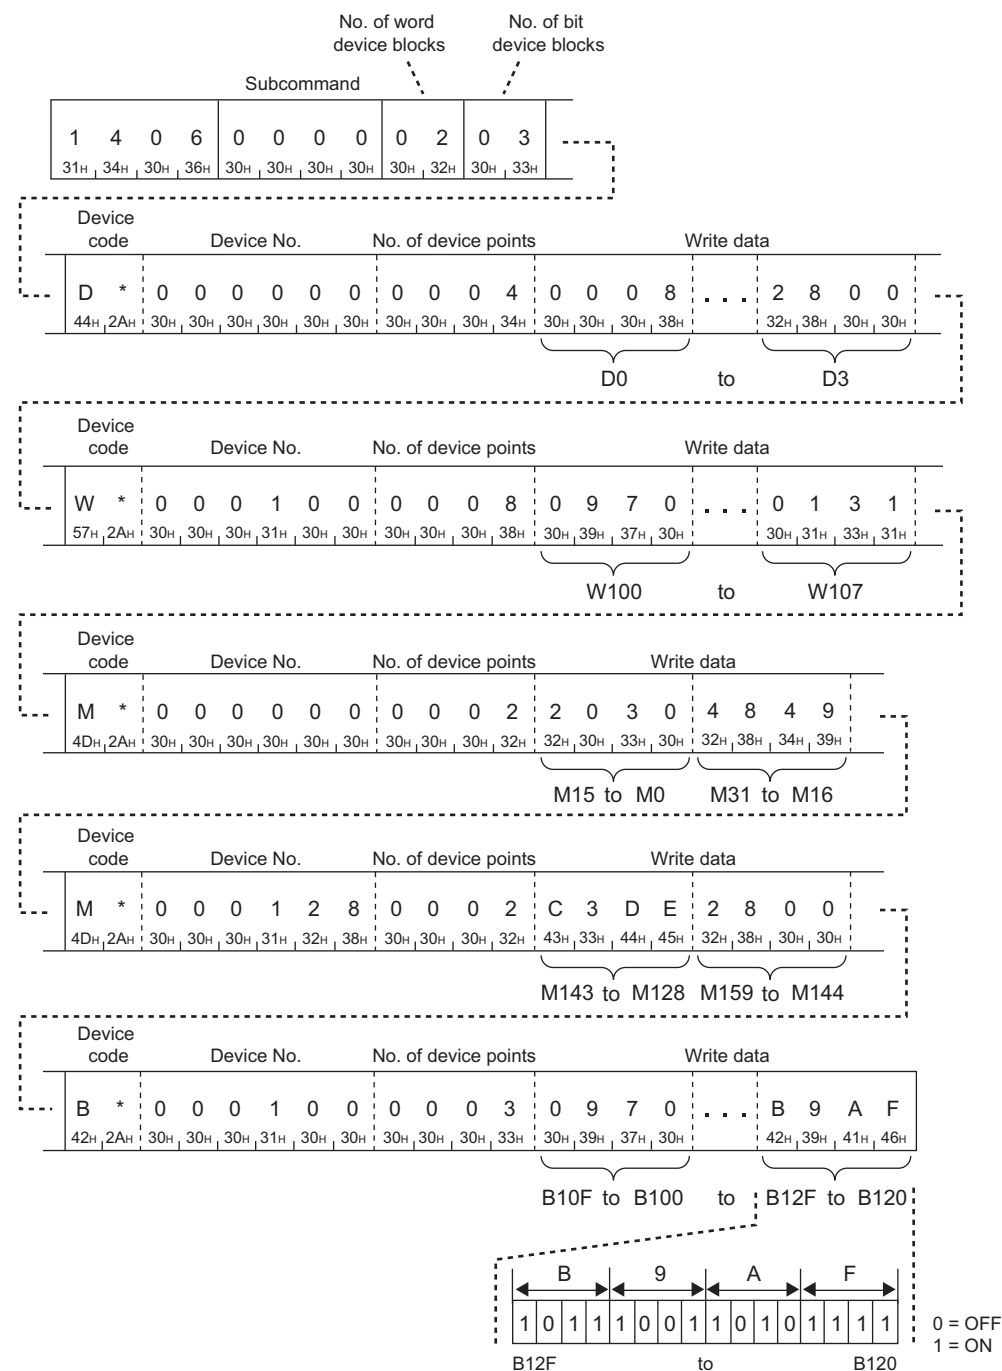 No. of word No. of bit
device blocks device blocks
Subcommand
1 4 0 6 0 0 0 0 0 2 0 3
31H 34H 30H 36H 30H 30H 30H 30H 30H 32H 30H 33H
Device
code Device No. No. of device points Write data
D * 0 0 0 0 0 0 0 0 0 4 0 0 0 8 . . . 2 8 0 0
44H 2AH 30H 30H 30H 30H 30H 30H 30H 30H 30H 34H 30H 30H 30H 38H 32H 38H 30H 30H
D0 to D3
Device
code Device No. No. of device points Write data
W * 0 0 0 1 0 0 0 0 0 8 0 9 7 0 . . . 0 1 3 1
57H 2AH 30H 30H 30H 31H 30H 30H 30H 30H 30H 38H 30H 39H 37H 30H 30H 31H 33H 31H
W100 to W107
Device
code Device No. No. of device points Write data
M * 0 0 0 0 0 0 0 0 0 2 2 0 3 0 4 8 4 9
4DH 2AH 30H 30H 30H 30H 30H 30H 30H 30H 30H 32H 32H 30H 33H 30H 32H 38H 34H 39H
M15 to M0 M31 to M16
Device
code Device No. No. of device points Write data
M * 0 0 0 1 2 8 0 0 0 2 C 3 D E 2 8 0 0
4DH 2AH 30H 30H 30H 31H 32H 38H 30H 30H 30H 32H 43H 33H 44H 45H 32H 38H 30H 30H
M143 to M128 M159 to M144
Device
code Device No. No. of device points Write data
B * 0 0 0 1 0 0 0 0 0 3 0 9 7 0 . . . B 9 A F
42H 2AH 30H 30H 30H 31H 30H 30H 30H 30H 30H 33H 30H 39H 37H 30H 42H 39H 41H 46H
B10F to B100 to B12F to B120
B 9 A F
1 0 1 1 1 0 0 1 1 0 1 0 1 1 1 1 0 = OFF
1 = ON
B12F to B120